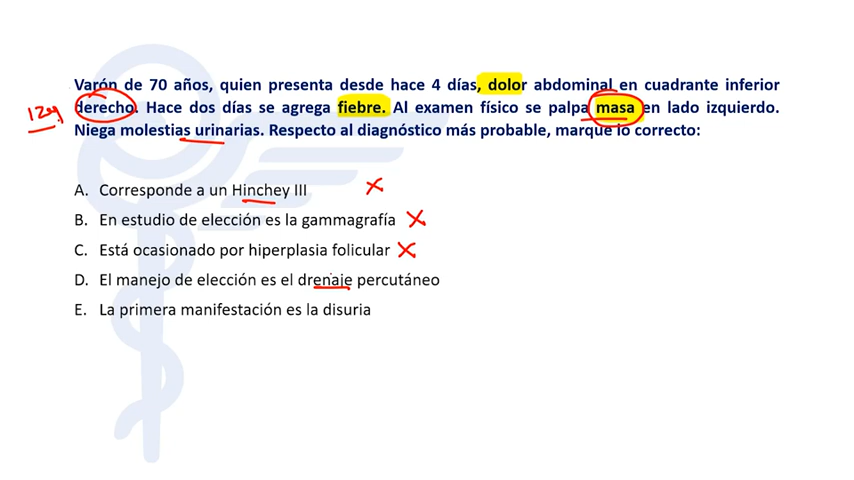 Varón de 70 años, quien presenta desde hace 4 días, dolor abdominal en cuadrante inferior
Izq. derecho. Hace dos días se agrega fiebre. Al examen físico se palpa masa en lado izquierdo.
Niega molestias urinarias. Respecto al diagnóstico más probable, marque lo correcto:
A. Corresponde a un Hinchey III
B. En estudio de elección es la gammagrafía
C. Está ocasionado por hiperplasia folicular
D. El manejo de elección es el drenaje percutáneo
E. La primera manifestación es la disuria